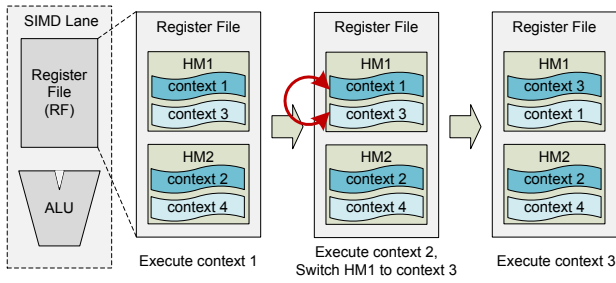 SIMD Lane
Register
File
(RF)
ALU
Register File
HM1
context 1
context 3
HM2
context 2
context 4
Execute context 1
Register File
HM1
context 1
context 3
HM2
context 2
context 4
Execute context 2,
Switch HM1 to context 3
Register File
HM1
context 3
context 1
HM2
context 2
context 4
Execute context 3